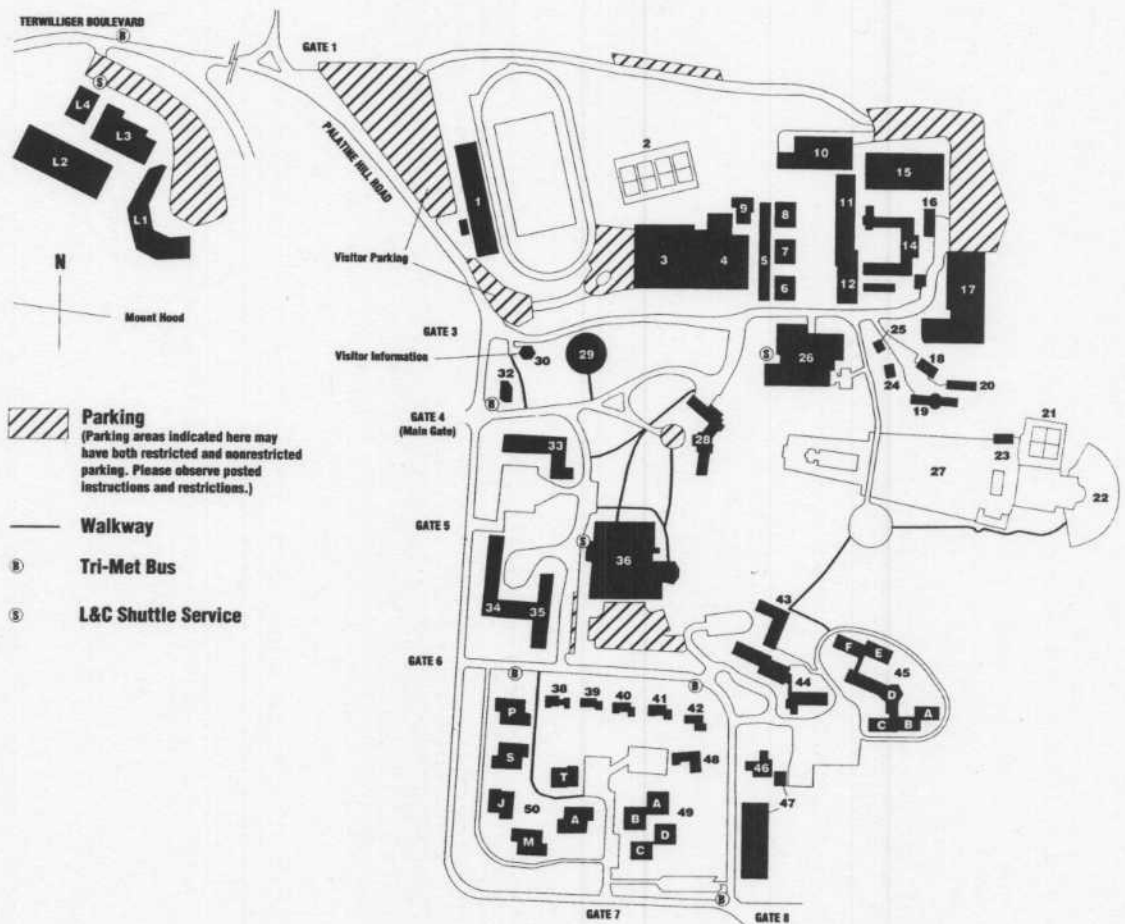 TERWILLIGER BOULEVARD
B
GATE 1
S
L4
L3
L2
L1
PALATINE HILL ROAD
2
10
15
1
9
8
11
16
14
3
4
5
7
6
12
17
Visitor Parking
N
Mount Hood
GATE 3
Visitor Information
30
29
S
26
25
18
24
20
19
32
B
GATE 4
(Main Gate)
33
28
21
23
27
22
Parking
(Parking areas indicated here may
have both restricted and nonrestricted
parking. Please observe posted
instructions and restrictions.)
Walkway
B
Tri-Met Bus
S
L&C Shuttle Service
GATE 5
S
36
34
35
43
F
E
45
44
D
A
C
B
GATE 6
B
B
38
39
40
41
42
P
S
T
48
46
47
J
50
A
M
A
B
49
D
C
B
GATE 7
GATE 8